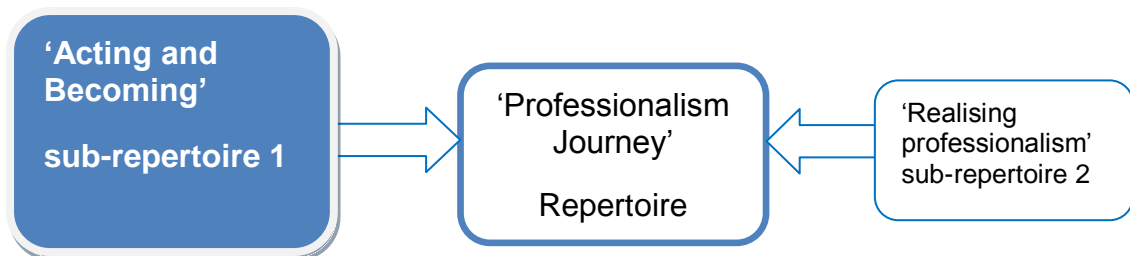 ‘Acting and
Becoming’
sub-repertoire 1
‘Professionalism
Journey’
Repertoire
‘Realising
professionalism’
sub-repertoire 2